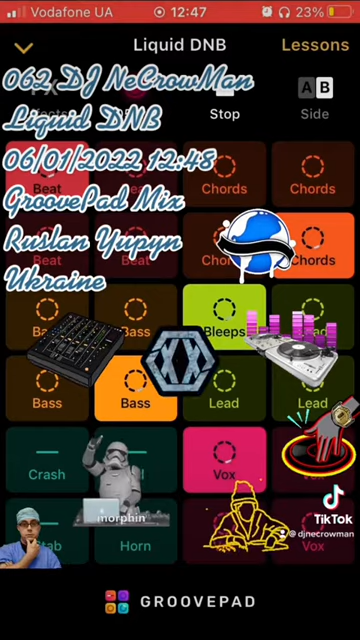 Vodafone UA 12:47 23%
Liquid DNB Lessons
062 DJ NeCrowMan
Liquid DNB
06/01/2022 12:48
GroovePad Mix
Ruslan Yupyn
Ukraine
Stop Side
A B
Beat Chords Chords
Beat Beat Chords
Bass Bass Bleeps Lead
Bass Bass Lead Lead
Crash Vox
morphin
Horn Vox
TikTok
@djnecrowman
GROOVEPAD